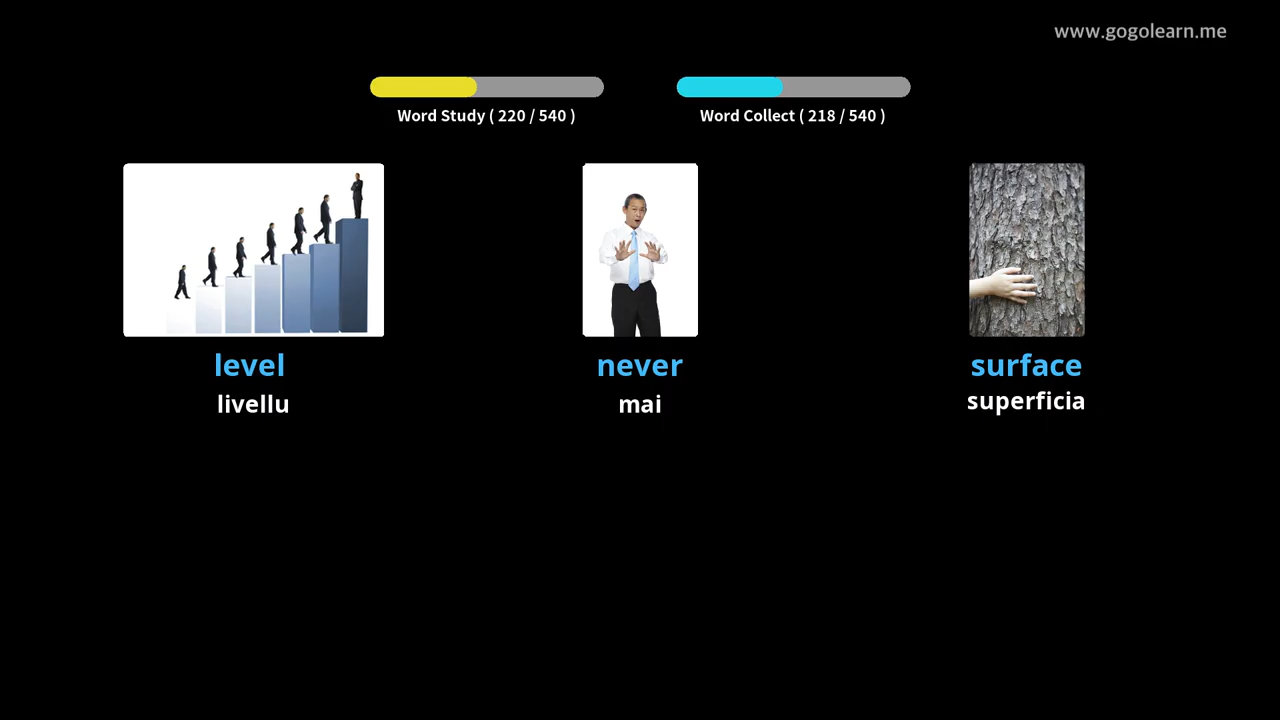 www.gogolearn.me
Word Study ( 220 / 540 )
Word Collect ( 218 / 540 )
level
never
surface
livellu
mai
superficia